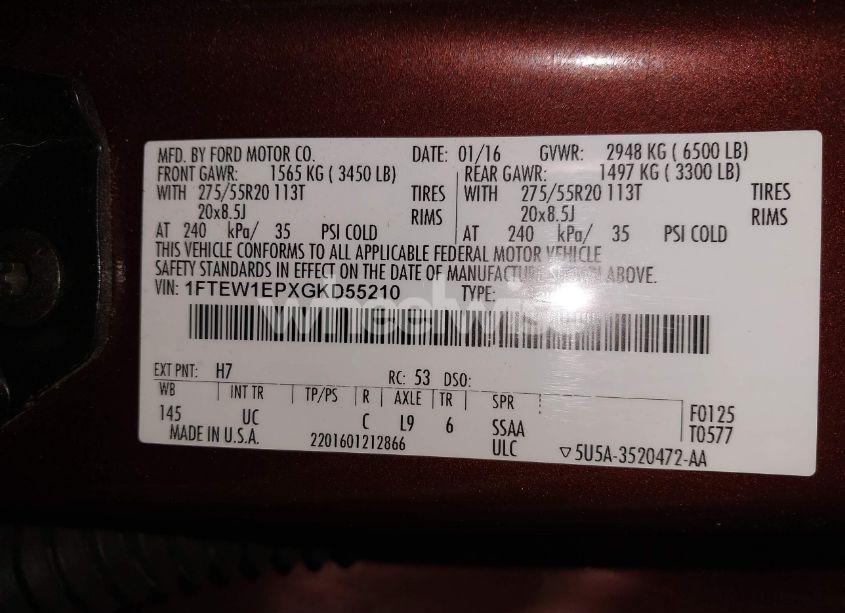 MFD. BY FORD MOTOR CO. DATE: 01/16 GVWR: 2948 KG ( 6500 LB)
FRONT GAWR: 1565 KG ( 3450 LB) REAR GAWR: 1497 KG ( 3300 LB)
WITH 275/55R20 113T TIRES WITH 275/55R20 113T TIRES
20x8.5J RIMS 20x8.5J RIMS
AT 240 kPa/ 35 PSI COLD AT 240 kPa/ 35 PSI COLD
THIS VEHICLE CONFORMS TO ALL APPLICABLE FEDERAL MOTOR VEHICLE
SAFETY STANDARDS IN EFFECT ON THE DATE OF MANUFACTURE SHOWN ABOVE.
VIN: 1FTEW1EPXGKD55210 TYPE:
wheelwise
EXT PNT: H7 RC: 53 DSO:
WB INT TR TP/PS R AXLE TR SPR
145 UC C L9 6 SSAA F0125
MADE IN U.S.A. 2201601212866 ULC T0577
▽5U5A-3520472-AA